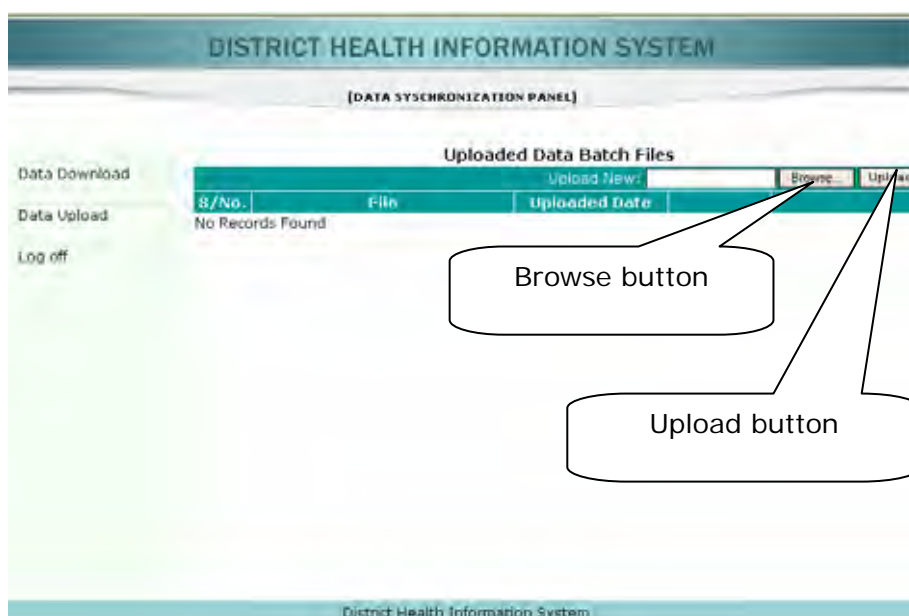 DISTRICT HEALTH INFORMATION SYSTEM
[DATA SYSCHRONIZATION PANEL]
Uploaded Data Batch Files
Data Download
Upload New: Browse... Upload
S/No. File Uploaded Date
Data Upload
No Records Found
Log off
Browse button
Upload button
District Health Information System